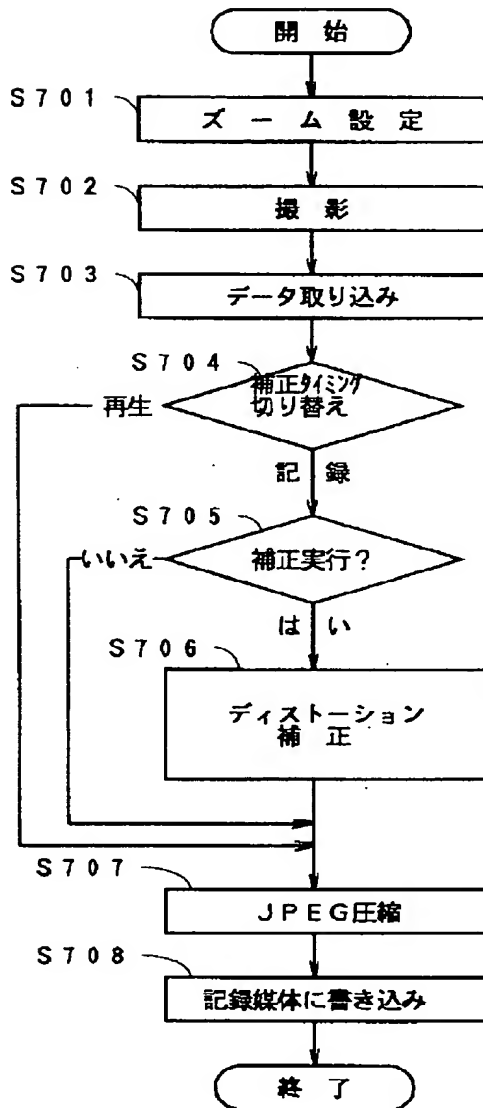 開始
S701
ズーム設定
S702
撮影
S703
データ取り込み
S704
補正タイミング
切り替え
再生
記録
S705
補正実行?
いいえ
はい
S706
ディストーション
補正
S707
JPEG圧縮
S708
記録媒体に書き込み
終了